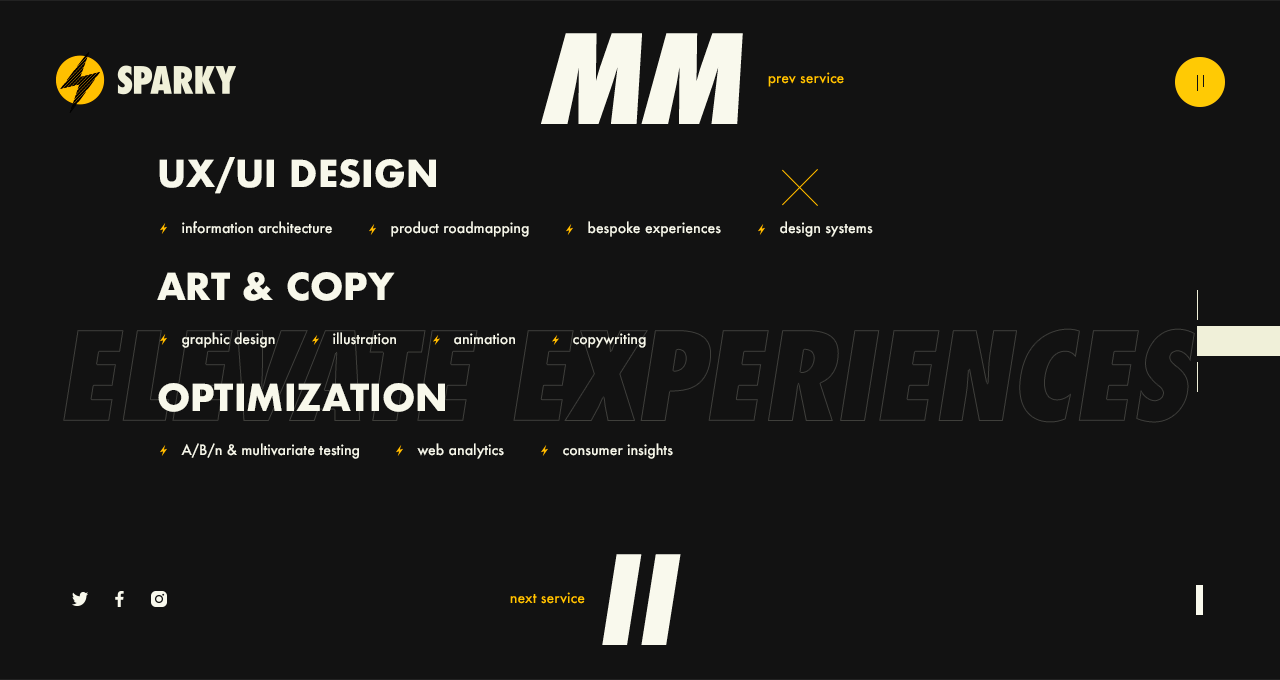 MM
SPARKY
prev service
UX/UI DESIGN
information architecture product roadmapping bespoke experiences design systems
ART & COPY
ELEVATE EXPERIENCES
graphic design illustration animation copywriting
OPTIMIZATION
A/B/n & multivariate testing web analytics consumer insights
next service
II